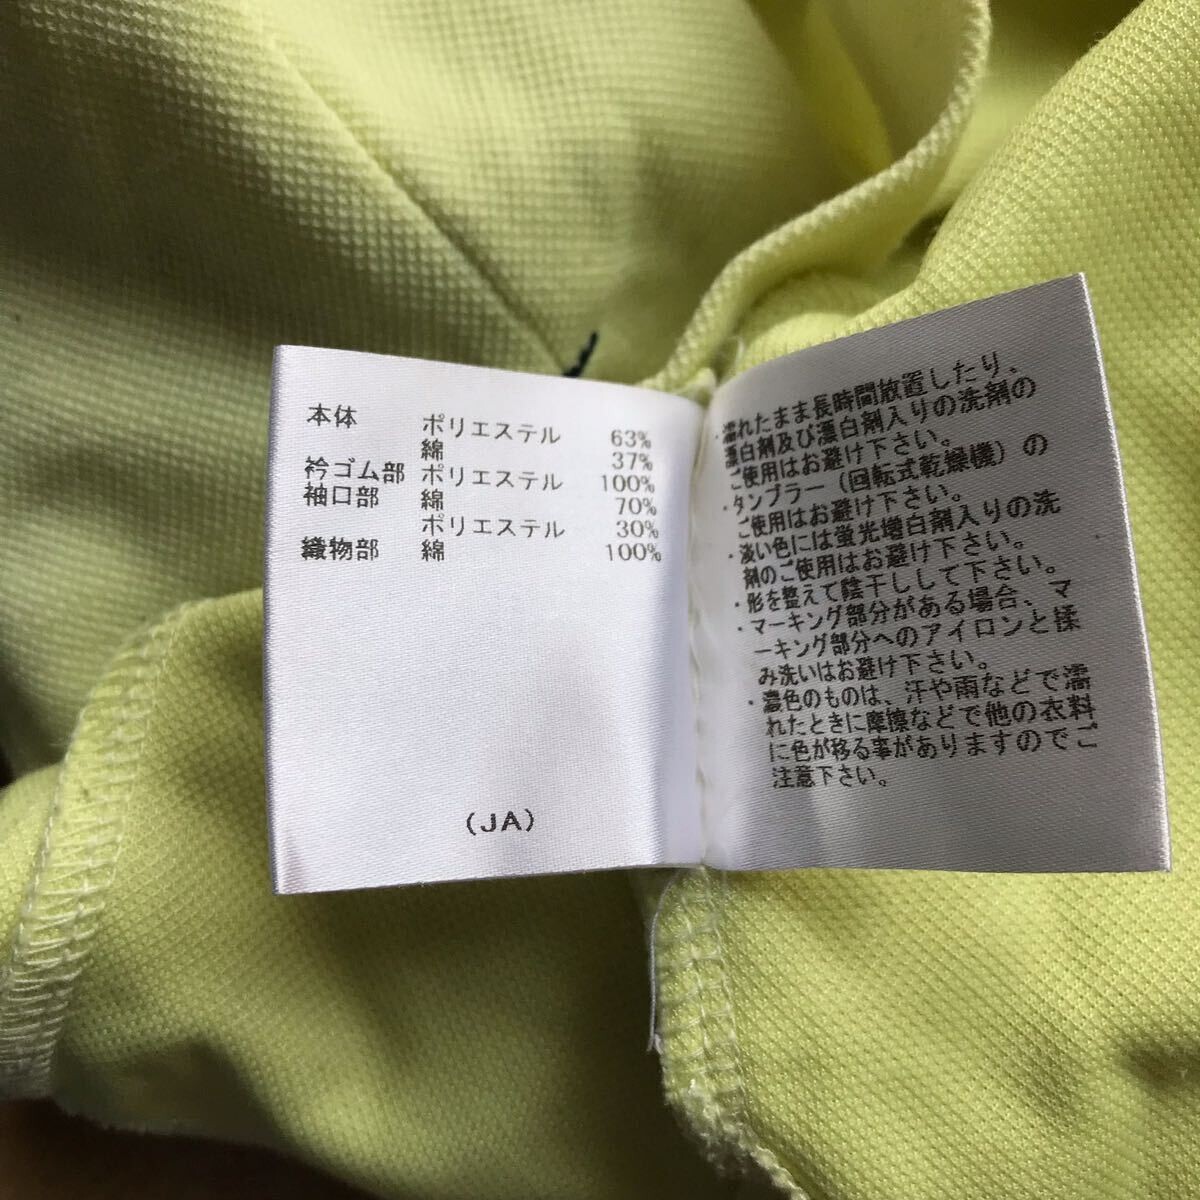 本体 ポリエステル 63%
綿 37%
衿ゴム部 ポリエステル 100%
袖口部 綿 70%
ポリエステル 30%
織物部 綿 100%
(JA)
・濡れたまま長時間放置したり、
漂白剤及び漂白剤入りの洗剤の
ご使用はお避け下さい。
・タンブラー(回転式乾燥機)の
ご使用はお避け下さい。
・淡い色には蛍光増白剤入りの洗
剤のご使用はお避け下さい。
・形を整えて陰干しして下さい。
・マーキング部分がある場合、マ
ーキング部分へのアイロンと揉
み洗いはお避け下さい。
・濃色のものは、汗や雨などで濡
れたときに摩擦などで他の衣料
に色が移る事がありますのでご
注意下さい。